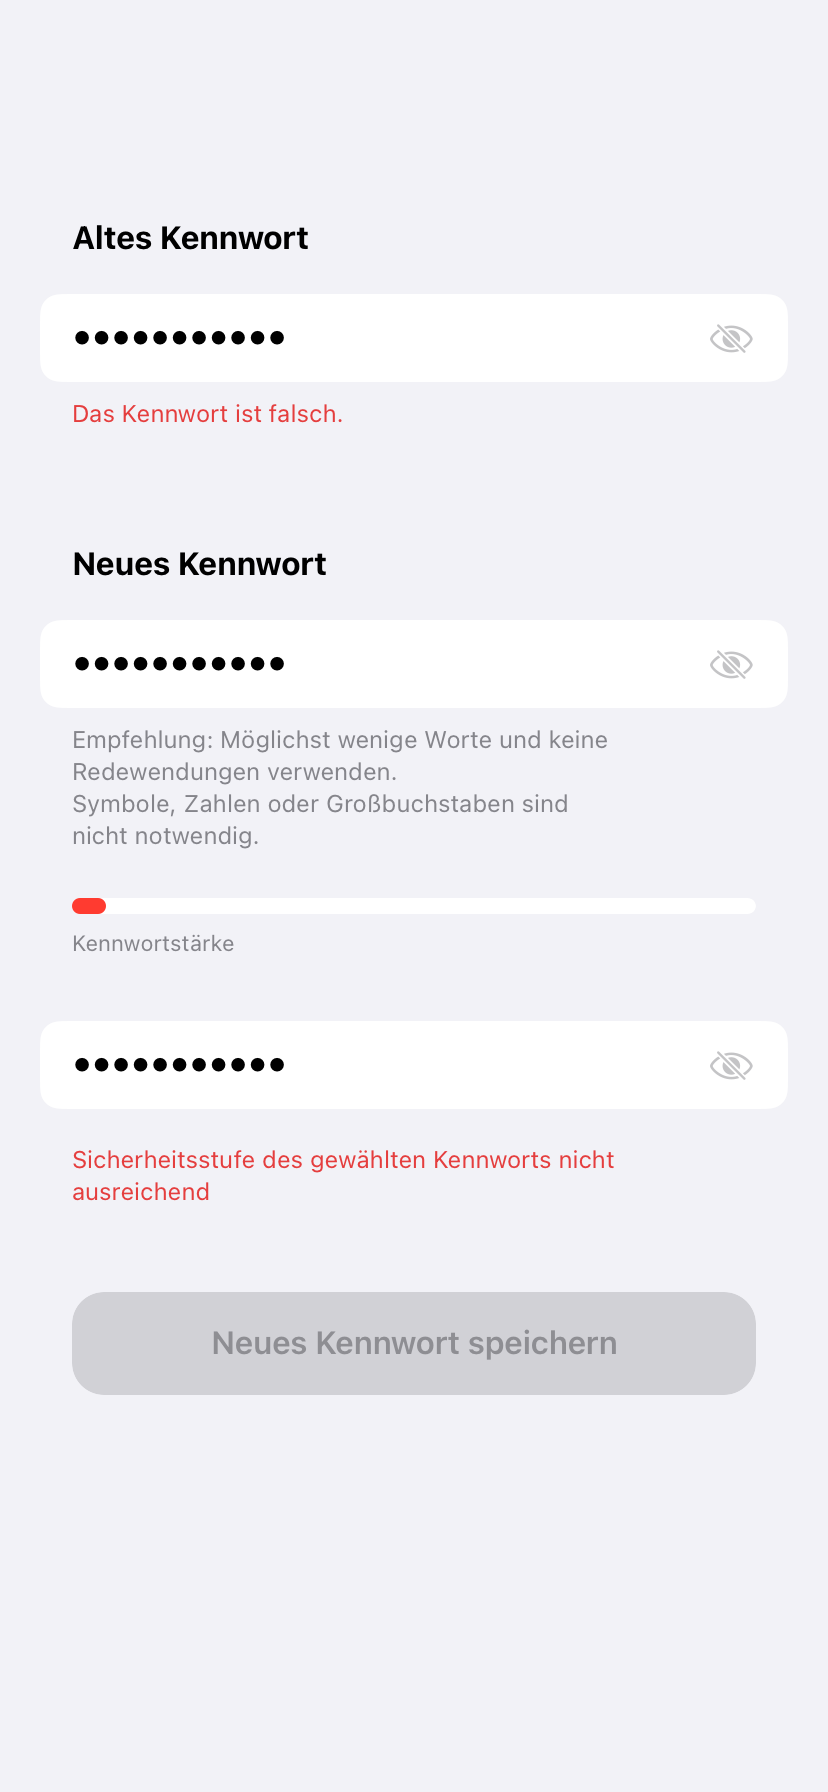 Altes Kennwort
•••••••••••
Das Kennwort ist falsch.
Neues Kennwort
•••••••••••
Empfehlung: Möglichst wenige Worte und keine
Redewendungen verwenden.
Symbole, Zahlen oder Großbuchstaben sind
nicht notwendig.
Kennwortstärke
•••••••••••
Sicherheitsstufe des gewählten Kennworts nicht
ausreichend
Neues Kennwort speichern